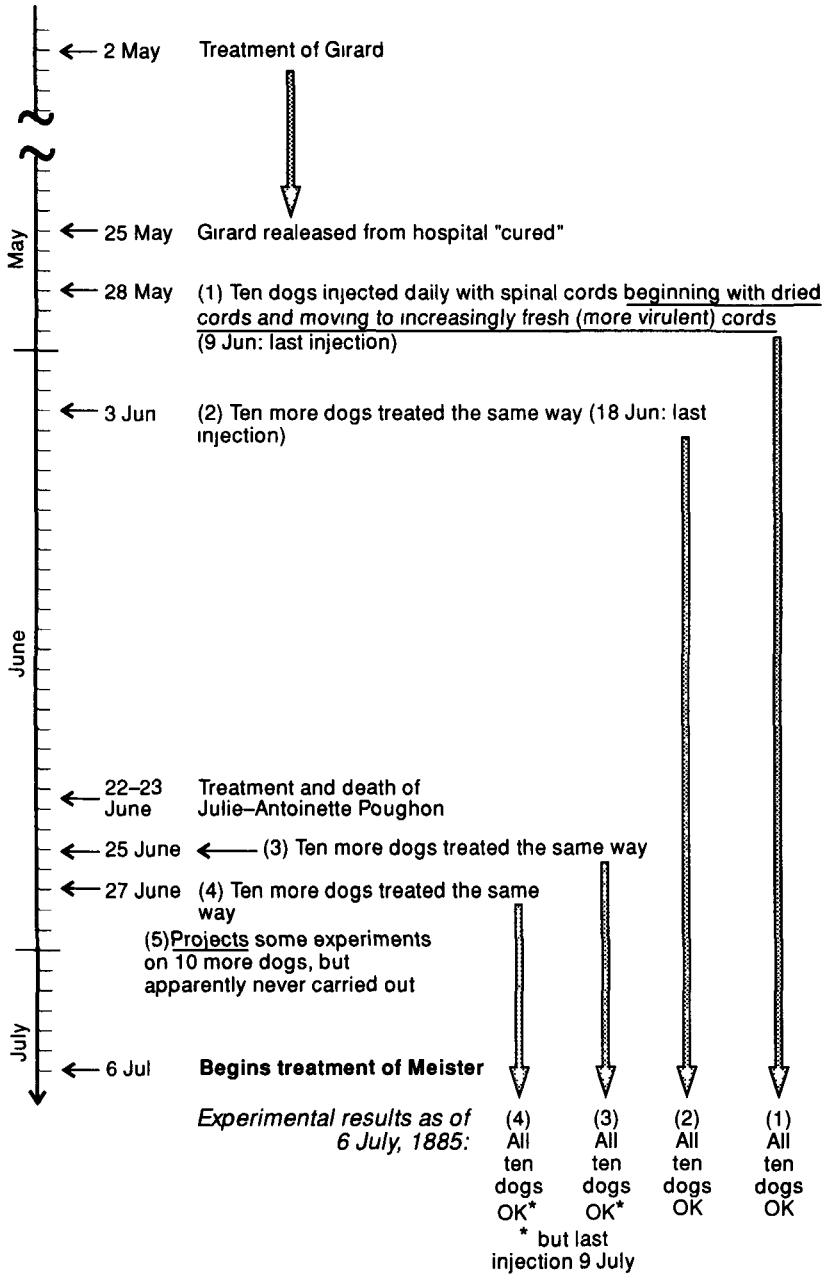 2 May Treatment of Girard
25 May Girard realeased from hospital "cured"
May
28 May (1) Ten dogs injected daily with spinal cords beginning with dried
cords and moving to increasingly fresh (more virulent) cords
(9 Jun: last injection)
3 Jun (2) Ten more dogs treated the same way (18 Jun: last
injection)
June
22–23 Treatment and death of
June Julie–Antoinette Poughon
25 June (3) Ten more dogs treated the same way
27 June (4) Ten more dogs treated the same
way
(5)Projects some experiments
on 10 more dogs, but
apparently never carried out
July
6 Jul Begins treatment of Meister
Experimental results as of
6 July, 1885:
(4)
All
ten
dogs
OK*
(3)
All
ten
dogs
OK*
* but last
injection 9 July
(2)
All
ten
dogs
OK
(1)
All
ten
dogs
OK